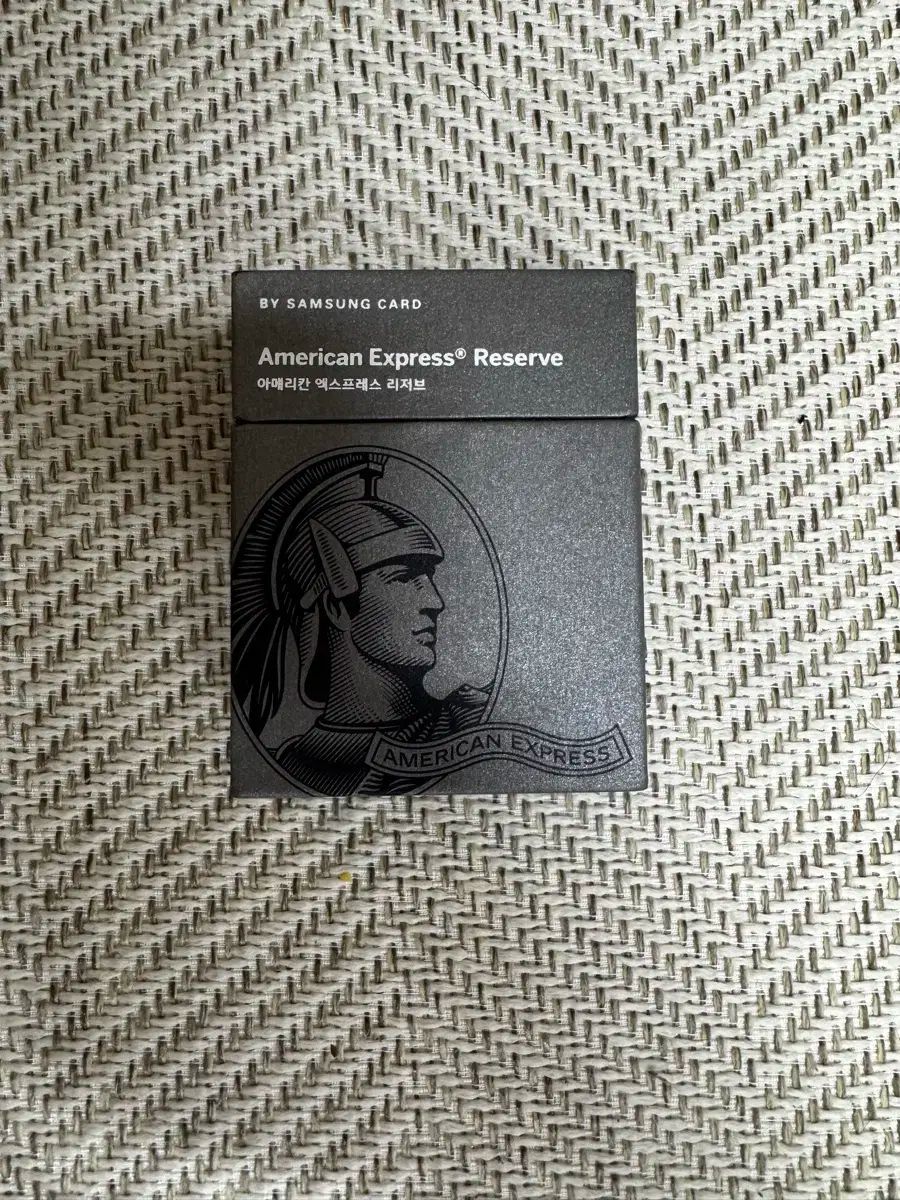 BY SAMSUNG CARD
American Express® Reserve
아메리칸 엑스프레스 리저브
AMERICAN EXPRESS